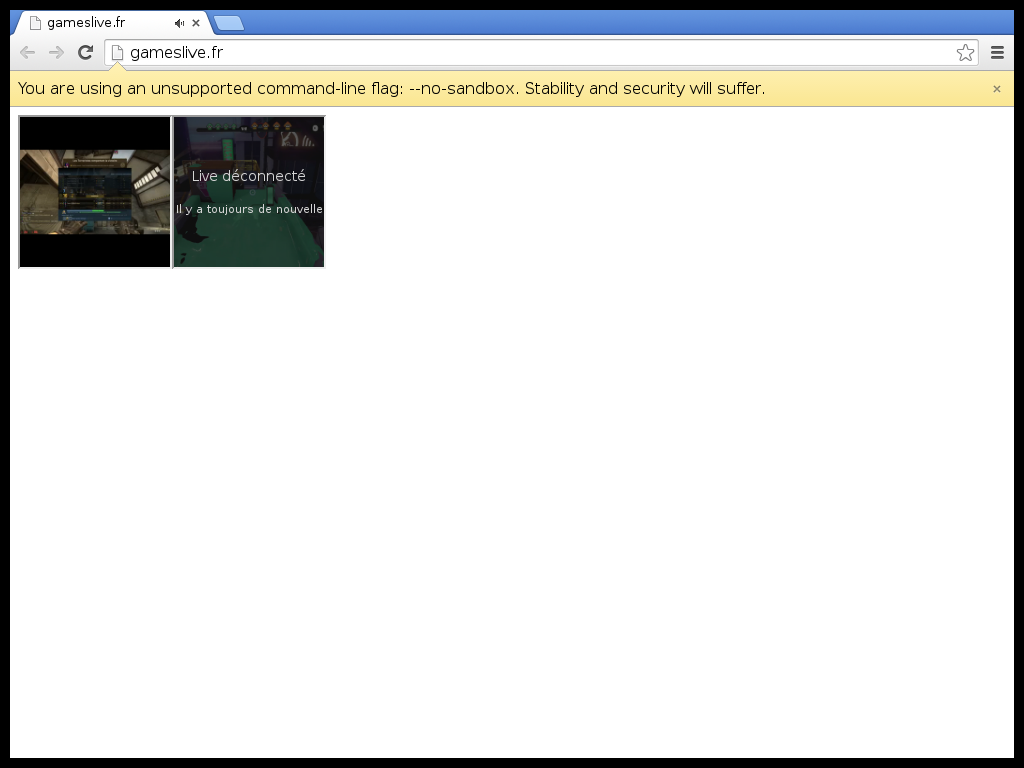 gameslive.fr
gameslive.fr
You are using an unsupported command-line flag: --no-sandbox. Stability and security will suffer.
Live déconnecté
Il y a toujours de nouvelle